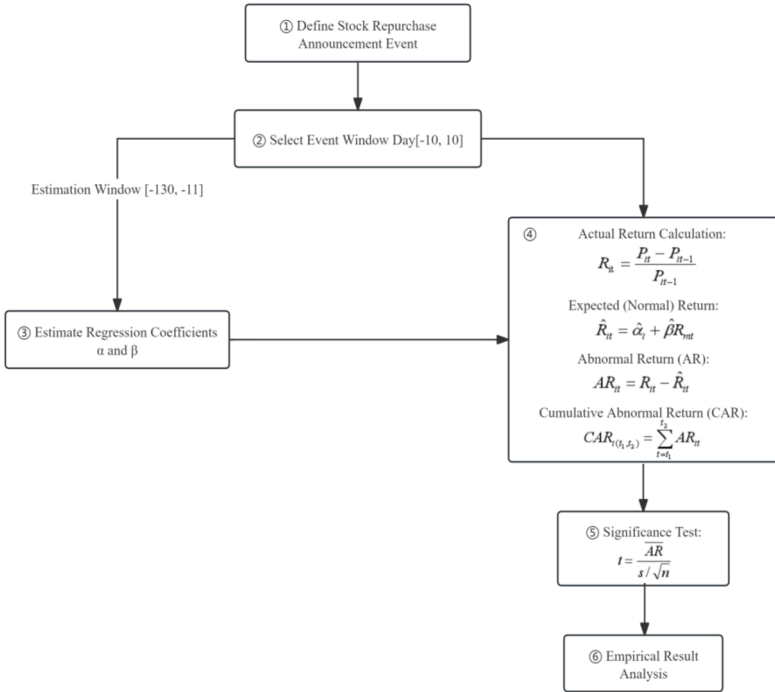 ① Define Stock Repurchase
Announcement Event
② Select Event Window Day[-10, 10]
Estimation Window [-130, -11]
③ Estimate Regression Coefficients
α and β
④
Actual Return Calculation:
R_it = (P_it − P_it−1) / P_it−1
Expected (Normal) Return:
R̂_it = α̂_i + β̂R_mt
Abnormal Return (AR):
AR_it = R_it − R̂_it
Cumulative Abnormal Return (CAR):
CAR_i(t₁,t₂) = ∑_{t=t₁}^{t₂} AR_it
⑤ Significance Test:
t = A̅R̅ / (s/√n)
⑥ Empirical Result
Analysis